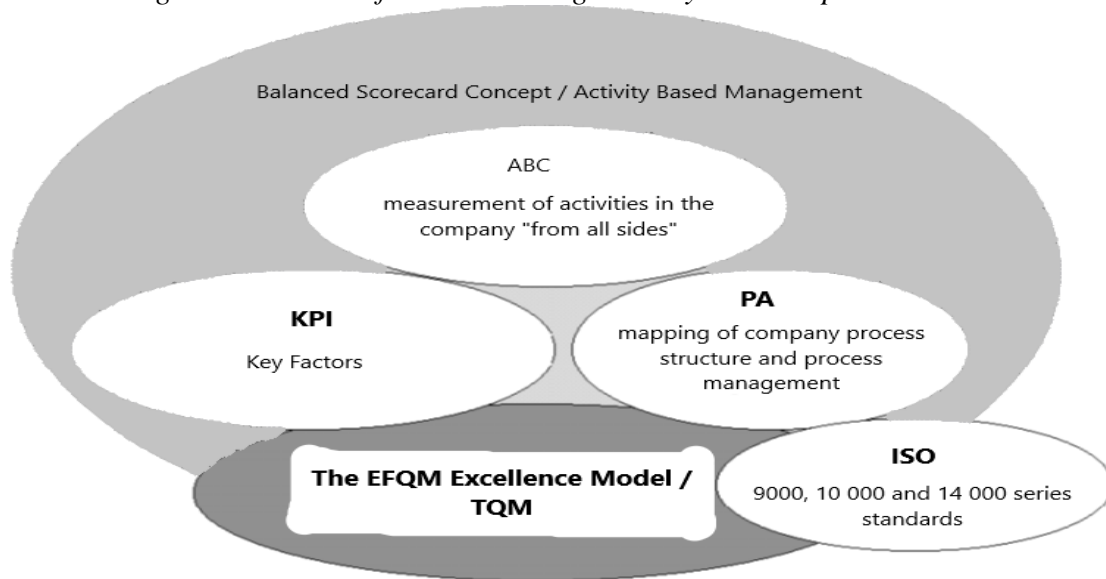 Balanced Scorecard Concept / Activity Based Management
ABC
measurement of activities in the
company "from all sides"
KPI
Key Factors
PA
mapping of company process
structure and process
management
The EFQM Excellence Model /
TQM
ISO
9000, 10 000 and 14 000 series
standards